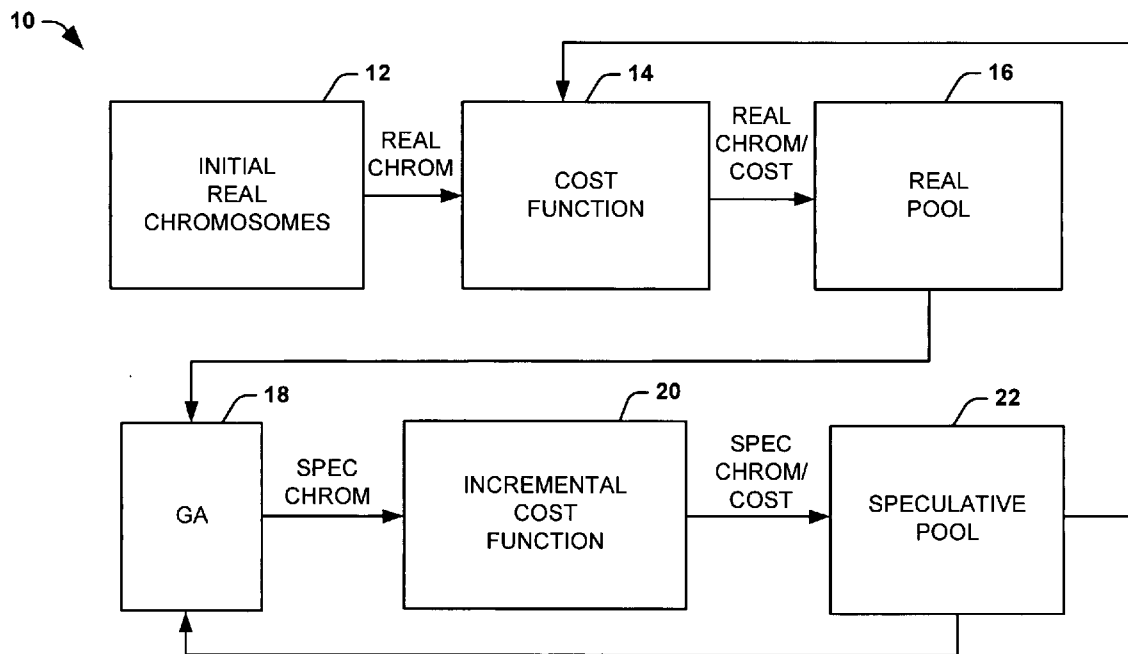 10
12
14
16
INITIAL
REAL
CHROMOSOMES
REAL
CHROM
COST
FUNCTION
REAL
CHROM/
COST
REAL
POOL
18
20
22
GA
SPEC
CHROM
INCREMENTAL
COST
FUNCTION
SPEC
CHROM/
COST
SPECULATIVE
POOL